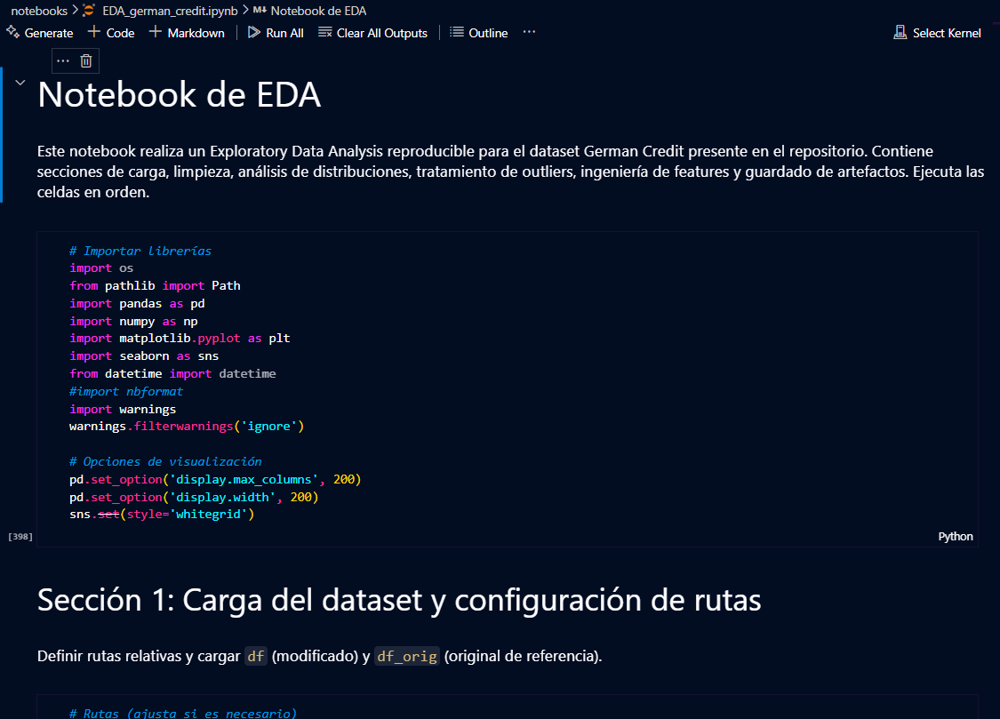 notebooks > EDA_german_credit.ipynb > M↓ Notebook de EDA
Generate + Code + Markdown | Run All Clear All Outputs | Outline ... Select Kernel
...
Notebook de EDA
Este notebook realiza un Exploratory Data Analysis reproducible para el dataset German Credit presente en el repositorio. Contiene
secciones de carga, limpieza, análisis de distribuciones, tratamiento de outliers, ingeniería de features y guardado de artefactos. Ejecuta las
celdas en orden.
# Importar librerías
import os
from pathlib import Path
import pandas as pd
import numpy as np
import matplotlib.pyplot as plt
import seaborn as sns
from datetime import datetime
#import nbformat
import warnings
warnings.filterwarnings('ignore')
# Opciones de visualización
pd.set_option('display.max_columns', 200)
pd.set_option('display.width', 200)
sns.set(style='whitegrid')
[398] Python
Sección 1: Carga del dataset y configuración de rutas
Definir rutas relativas y cargar df (modificado) y df_orig (original de referencia).
# Rutas (ajusta si es necesario)